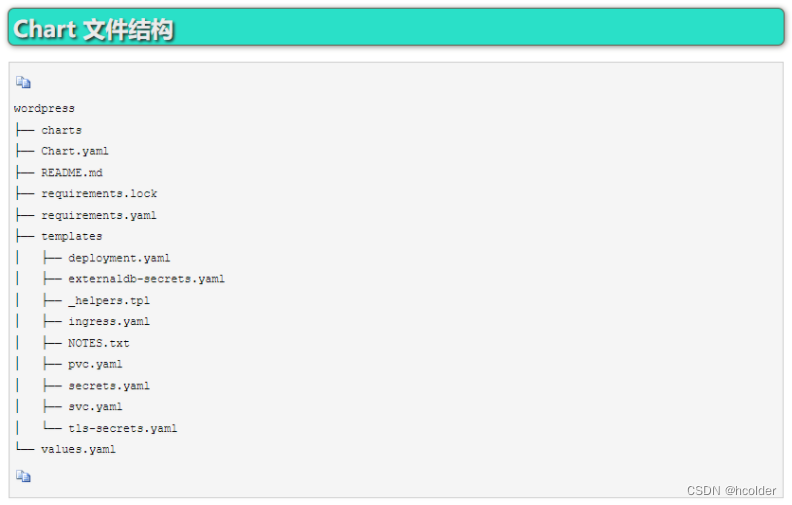 Chart 文件结构
wordpress
├── charts
├── Chart.yaml
├── README.md
├── requirements.lock
├── requirements.yaml
├── templates
│   ├── deployment.yaml
│   ├── externaldb-secrets.yaml
│   ├── _helpers.tpl
│   ├── ingress.yaml
│   ├── NOTES.txt
│   ├── pvc.yaml
│   ├── secrets.yaml
│   ├── svc.yaml
│   └── tls-secrets.yaml
└── values.yaml
CSDN @hcolder